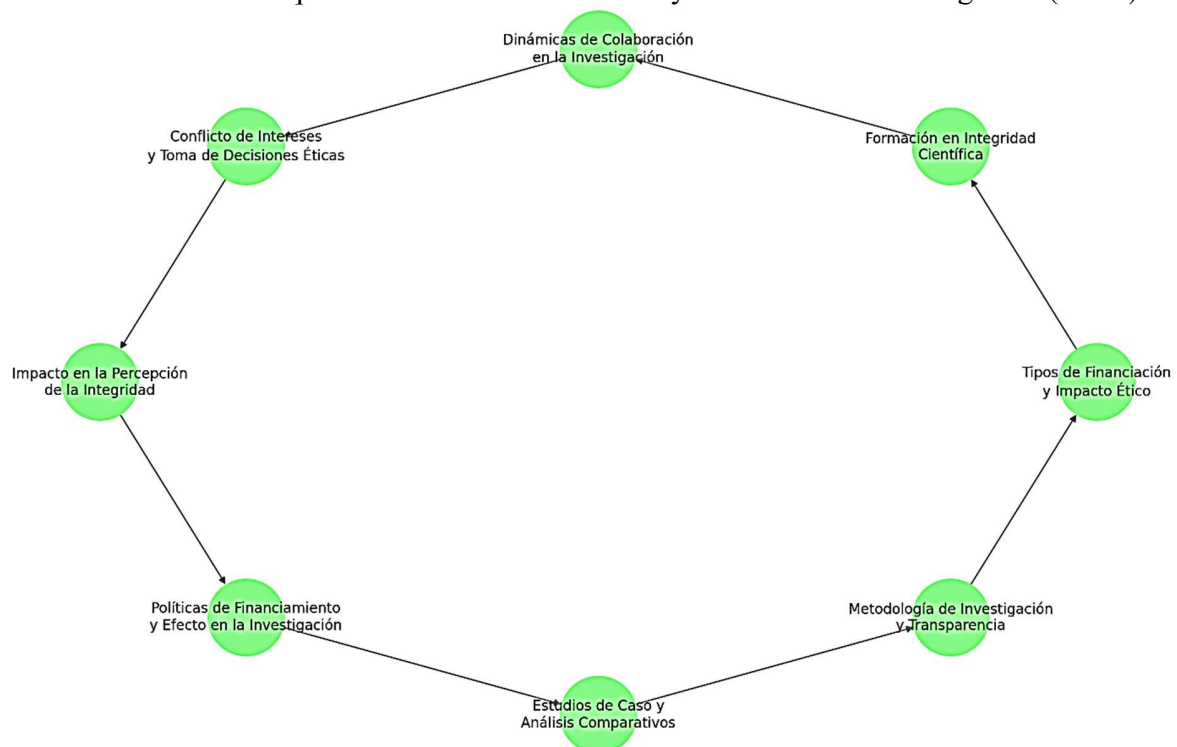 Dinámicas de Colaboración
en la Investigación
Conflicto de Intereses
y Toma de Decisiones Éticas
Formación en Integridad
Científica
Impacto en la Percepción
de la Integridad
Tipos de Financiación
y Impacto Ético
Políticas de Financiamiento
y Efecto en la Investigación
Metodología de Investigación
y Transparencia
Estudios de Caso y
Análisis Comparativos